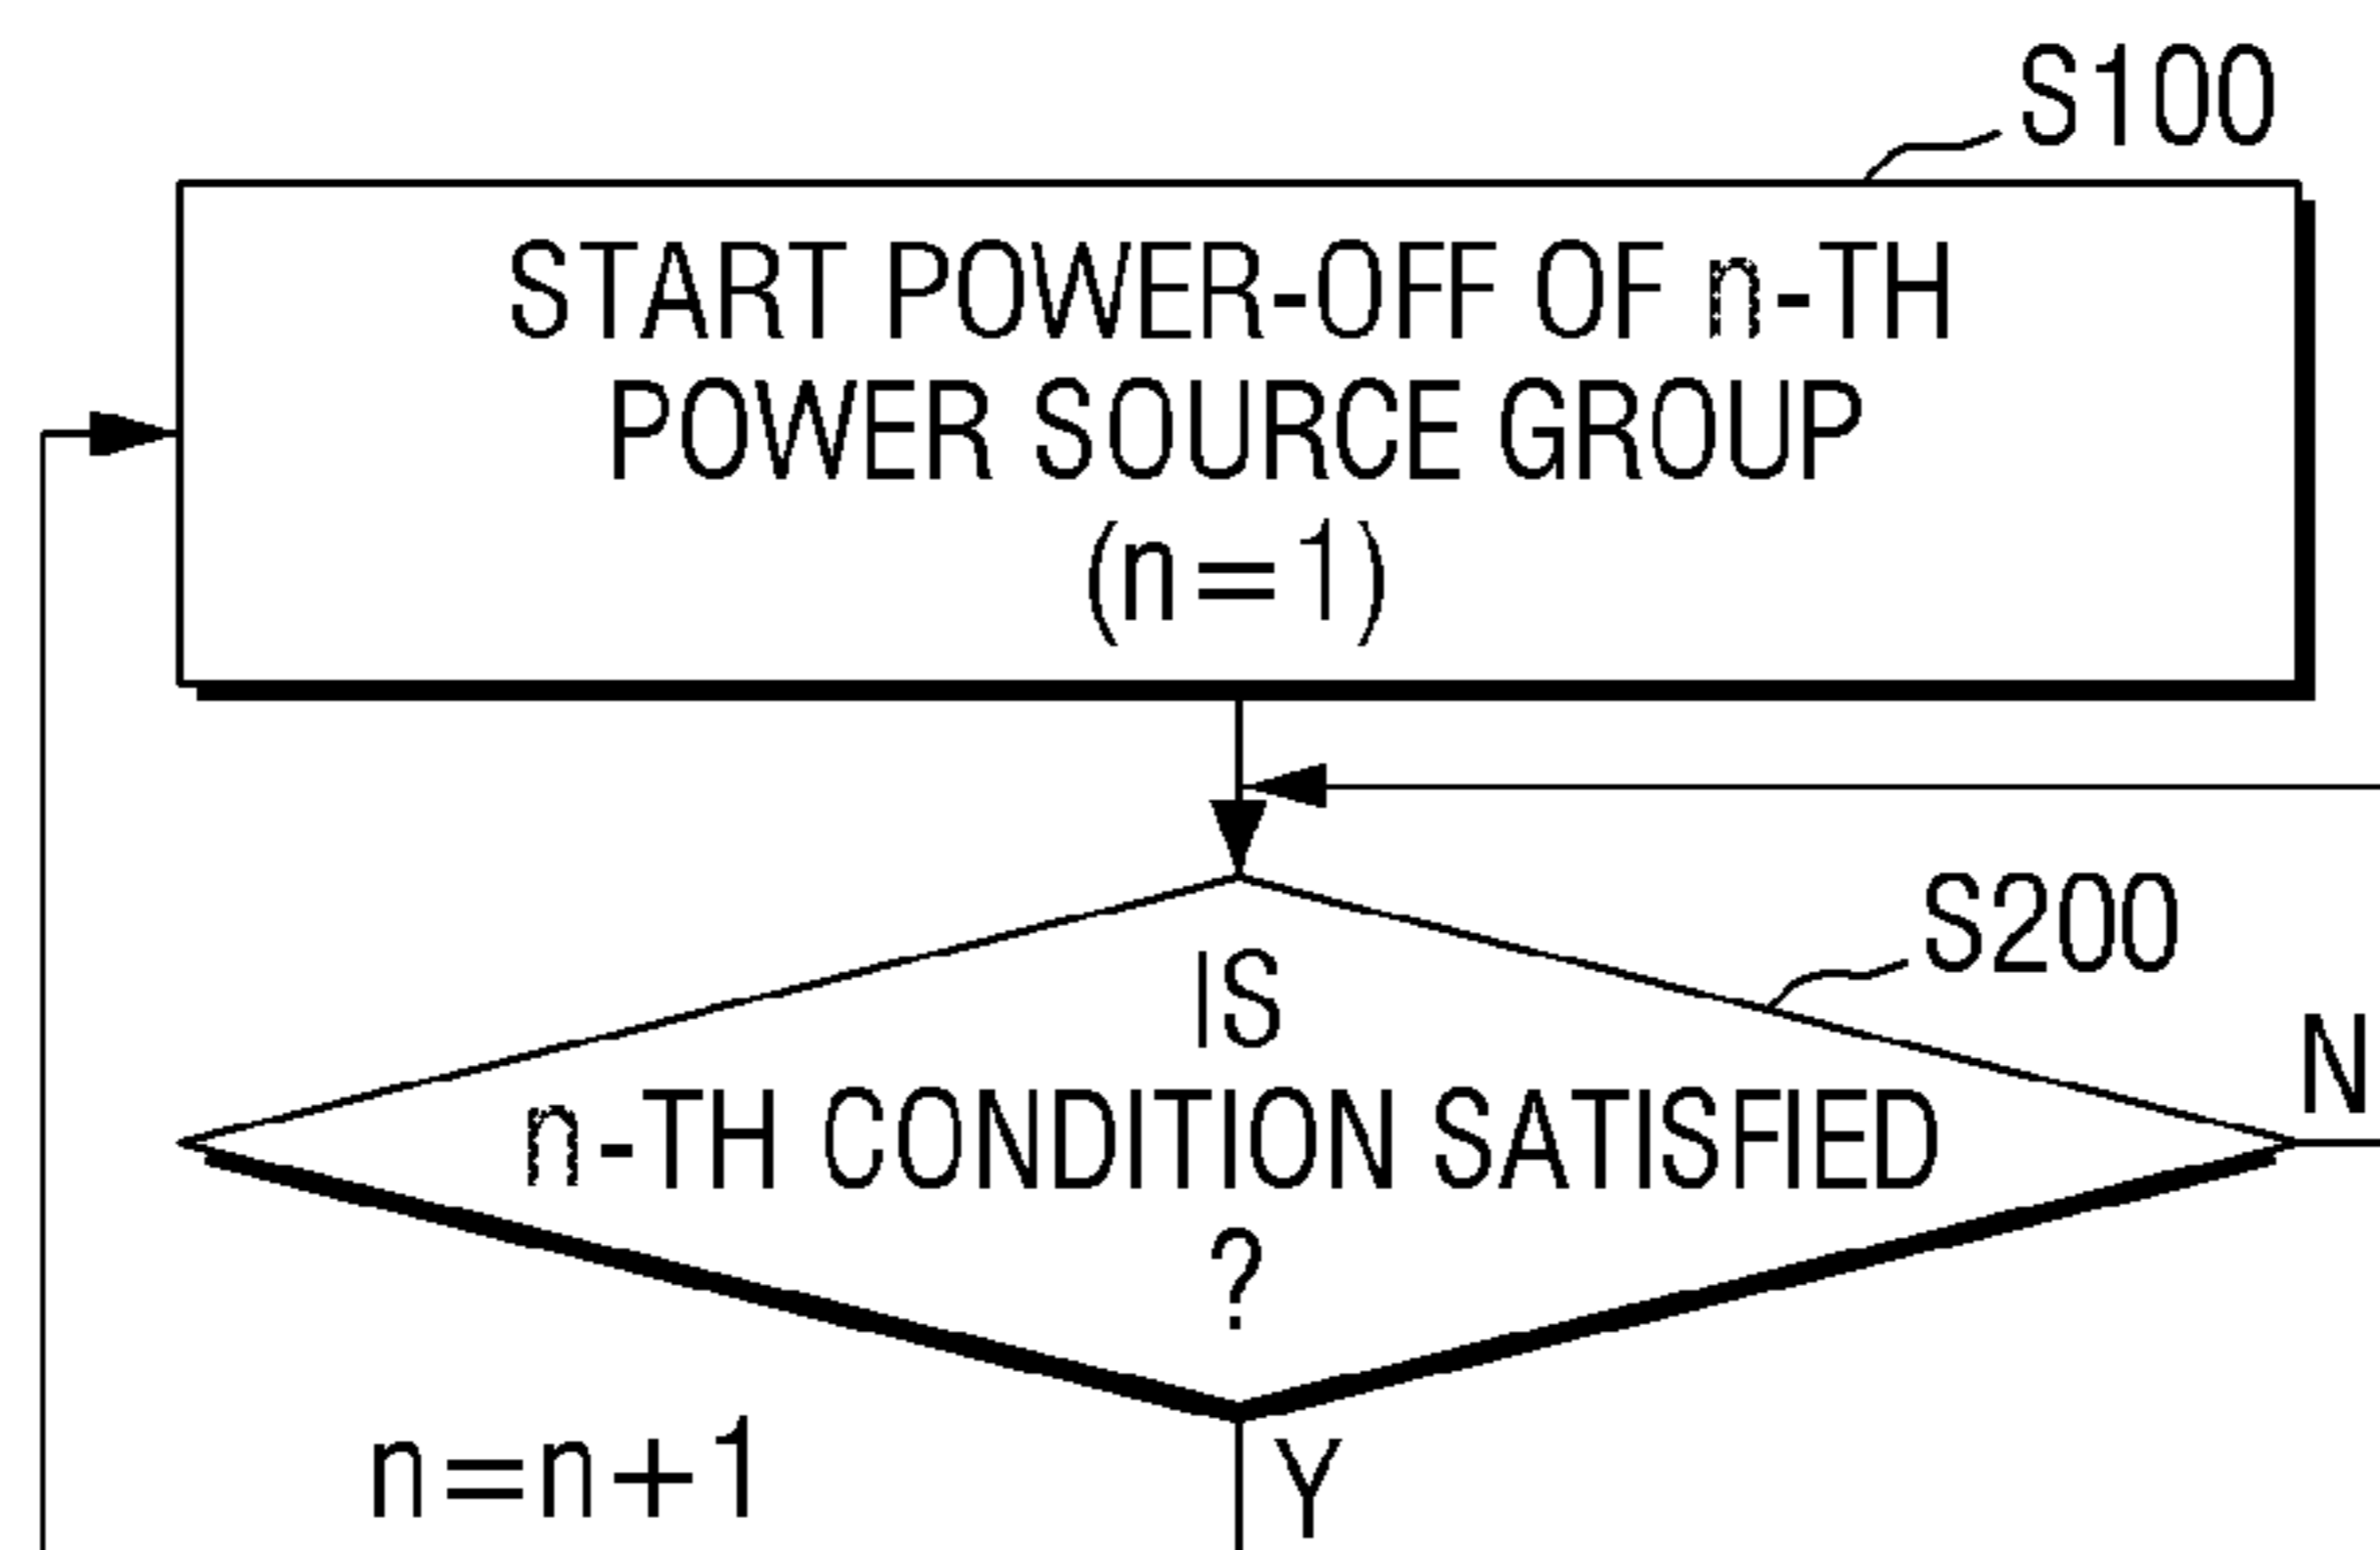 S100
START POWER-OFF OF n-TH
POWER SOURCE GROUP
(n=1)
S200
IS
n-TH CONDITION SATISFIED
?
N
n=n+1
Y